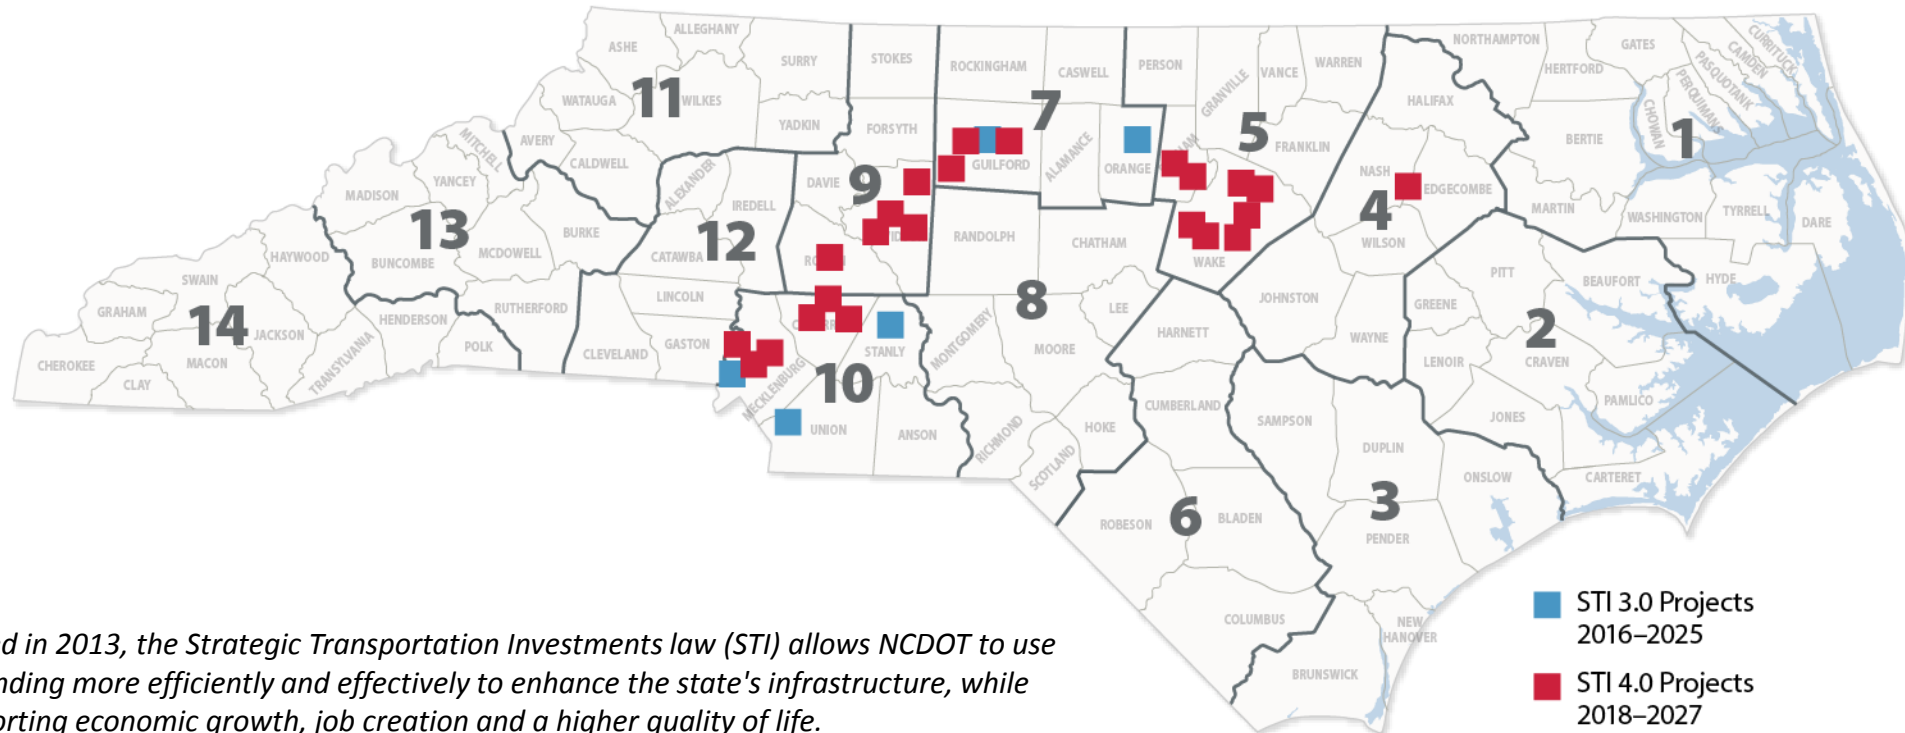 ALLEGHANY
ASHE
SURRY
STOKES
ROCKINGHAM
CASWELL
PERSON
GRANVILLE
VANCE
WARREN
NORTHAMPTON
GATES
CURRITUCK
CAMDEN
PASQUOTANK
PERQUIMANS
CHOWAN
HERTFORD
HALIFAX
BERTIE
1
WATAUGA
11
WILKES
YADKIN
FORSYTH
7
GUILFORD
ALAMANCE
ORANGE
5
FRANKLIN
NASH
EDGECOMBE
4
MARTIN
WASHINGTON
TYRRELL
DARE
MITCHELL
AVERY
CALDWELL
ALEXANDER
IREDELL
DAVIE
9
MADISON
YANCEY
13
BURKE
MCDOWELL
BUNCOMBE
CATAWBA
12
RANDOLPH
CHATHAM
WAKE
WILSON
PITT
BEAUFORT
HYDE
HAYWOOD
SWAIN
GRAHAM
14
JACKSON
MACON
CHEROKEE
CLAY
TRANSYLVANIA
HENDERSON
RUTHERFORD
POLK
CLEVELAND
LINCOLN
GASTON
MECKLENBURG
STANLY
10
UNION
ANSON
MONTGOMERY
8
LEE
MOORE
RICHMOND
SCOTLAND
HOKE
HARNETT
JOHNSTON
WAYNE
GREENE
LENOIR
2
CRAVEN
JONES
PAMLICO
CARTERET
CUMBERLAND
SAMPSON
DUPLIN
ONSLOW
ROBESON
6
BLADEN
3
PENDER
COLUMBUS
NEW
HANOVER
BRUNSWICK
STI 3.0 Projects
2016–2025
STI 4.0 Projects
2018–2027
in 2013, the Strategic Transportation Investments law (STI) allows NCDOT to use
more efficiently and effectively to enhance the state's infrastructure, while
economic growth, job creation and a higher quality of life.